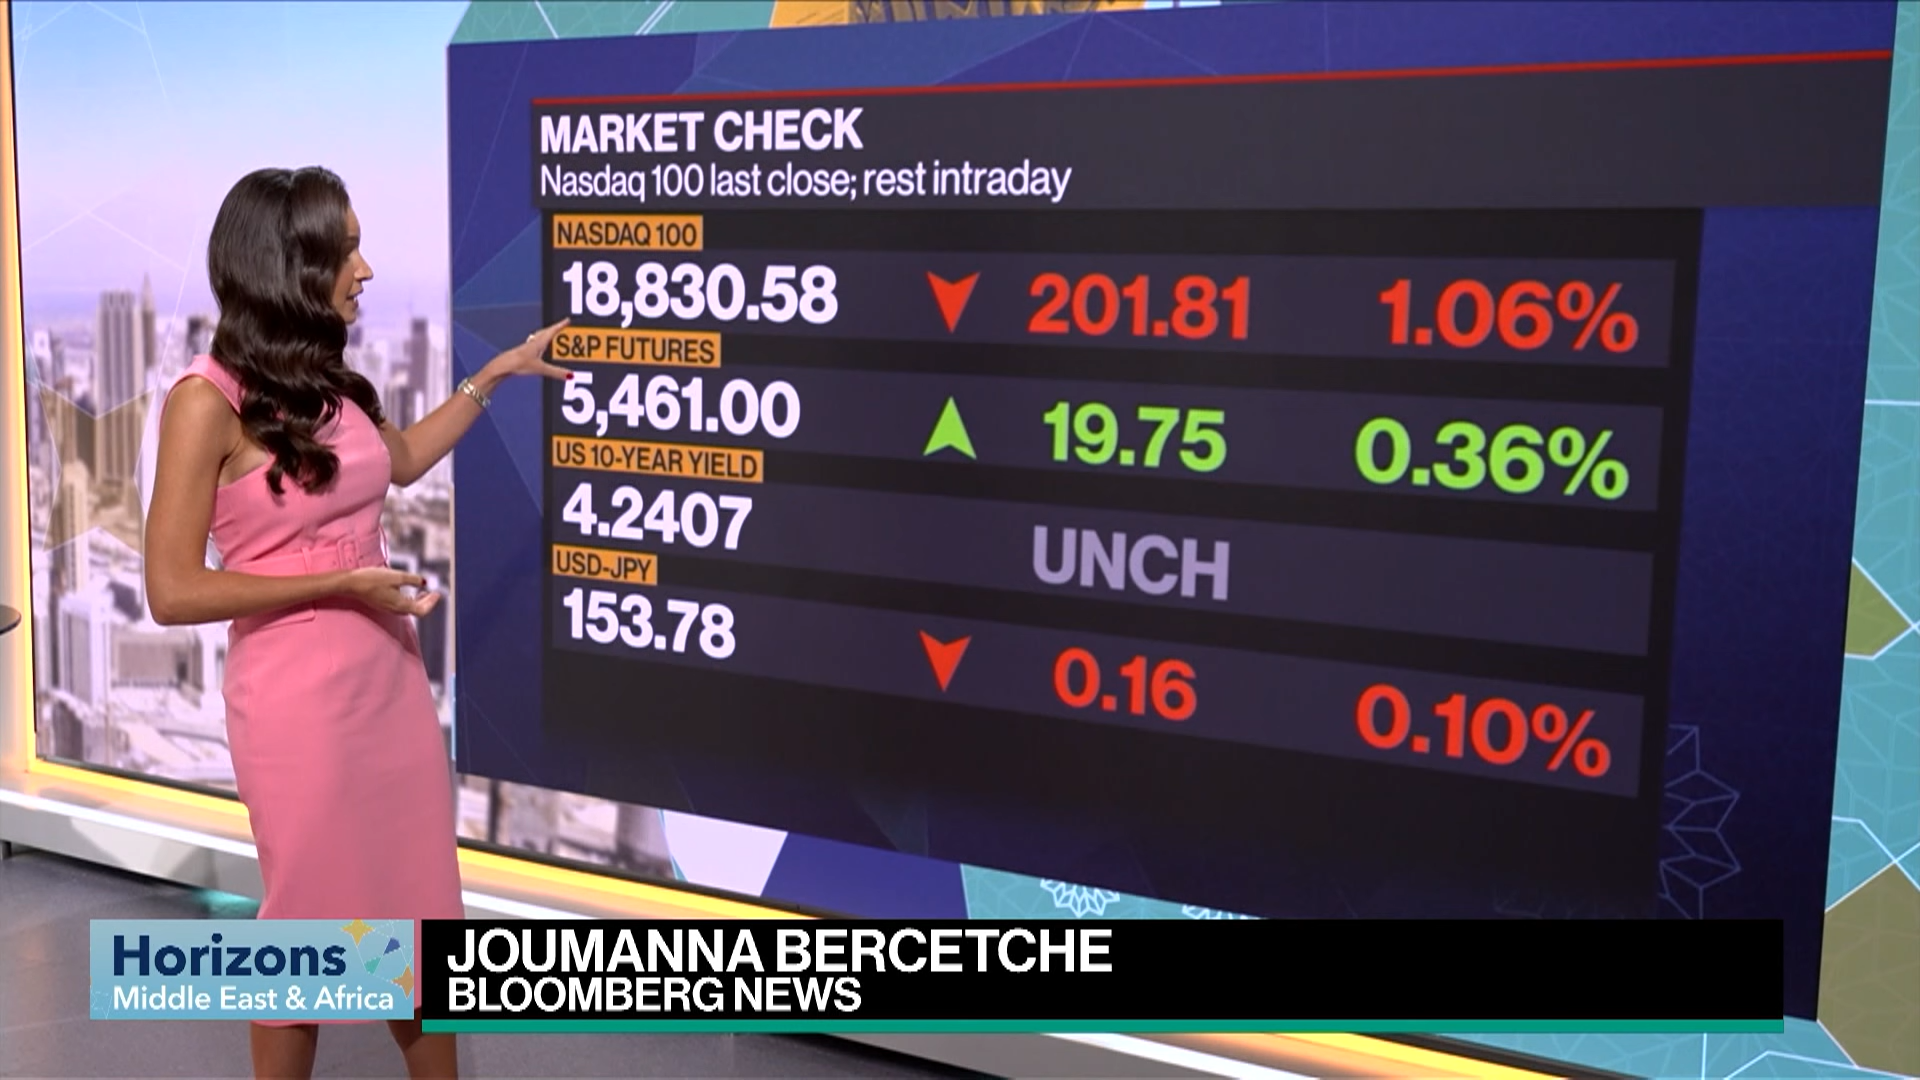 MARKET CHECK
Nasdaq 100 last close; rest intraday
NASDAQ 100
18,830.58 ▼ 201.81 1.06%
S&P FUTURES
5,461.00 ▲ 19.75 0.36%
US 10-YEAR YIELD
4.2407 UNCH
USD-JPY
153.78 ▼ 0.16 0.10%
Horizons
Middle East & Africa
JOUMANNA BERCETCHE
BLOOMBERG NEWS